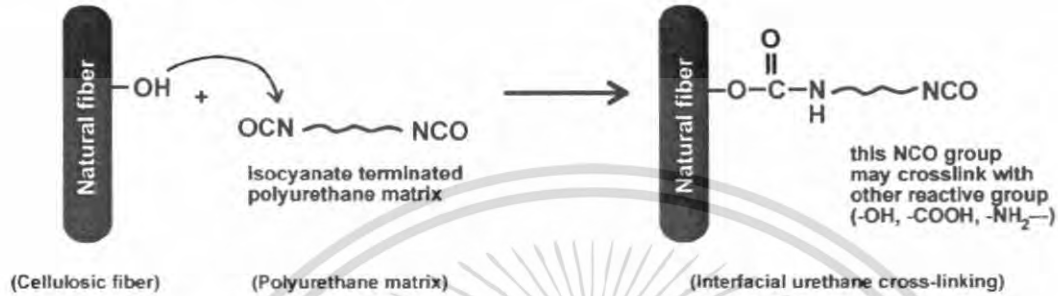 Natural fiber
OH
+
OCN NCO
isocyanate terminated
polyurethane matrix
Natural fiber
O
O–C–N NCO
H
this NCO group
may crosslink with
other reactive group
(-OH, -COOH, -NH₂—)
(Cellulosic fiber) (Polyurethane matrix) (Interfacial urethane cross-linking)